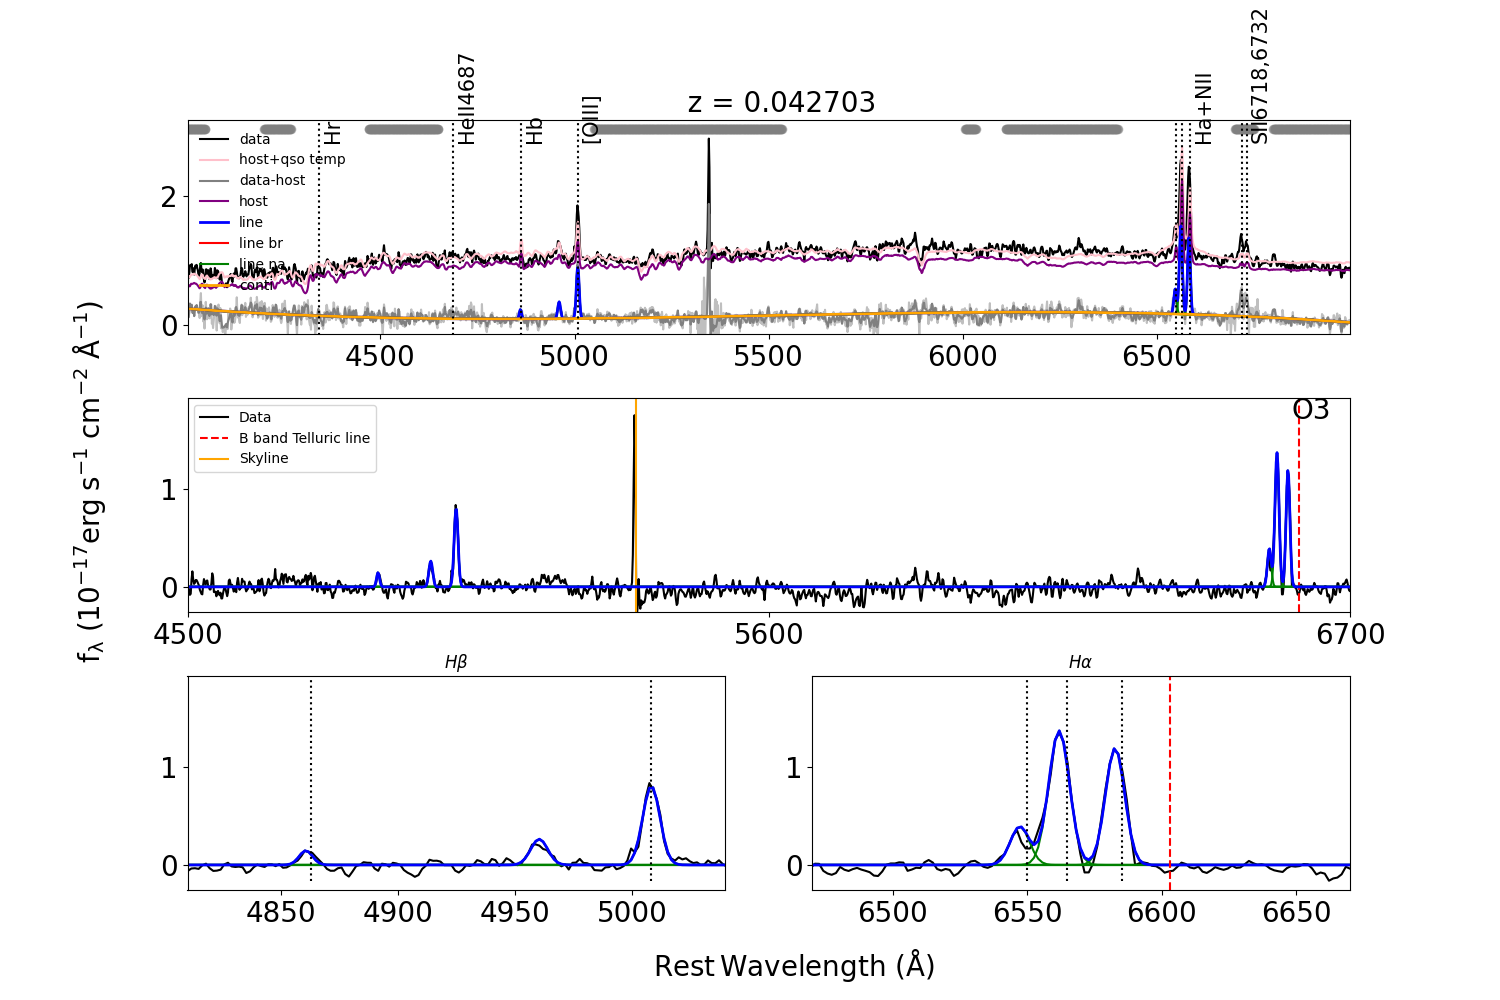 z = 0.042703
Hr
HeII4687
Hb
[OIII]
Ha+NII
SII6718,6732
data
host+qso temp
data-host
host
line
line br
line na
conti
2
0
4500
5000
5500
6000
6500
fλ (10⁻¹⁷erg s⁻¹ cm⁻² Å⁻¹)
Data
B band Telluric line
Skyline
O3
1
0
4500
5600
6700
Hβ
1
0
4850
4900
4950
5000
Hα
1
0
6500
6550
6600
6650
Rest Wavelength (Å)